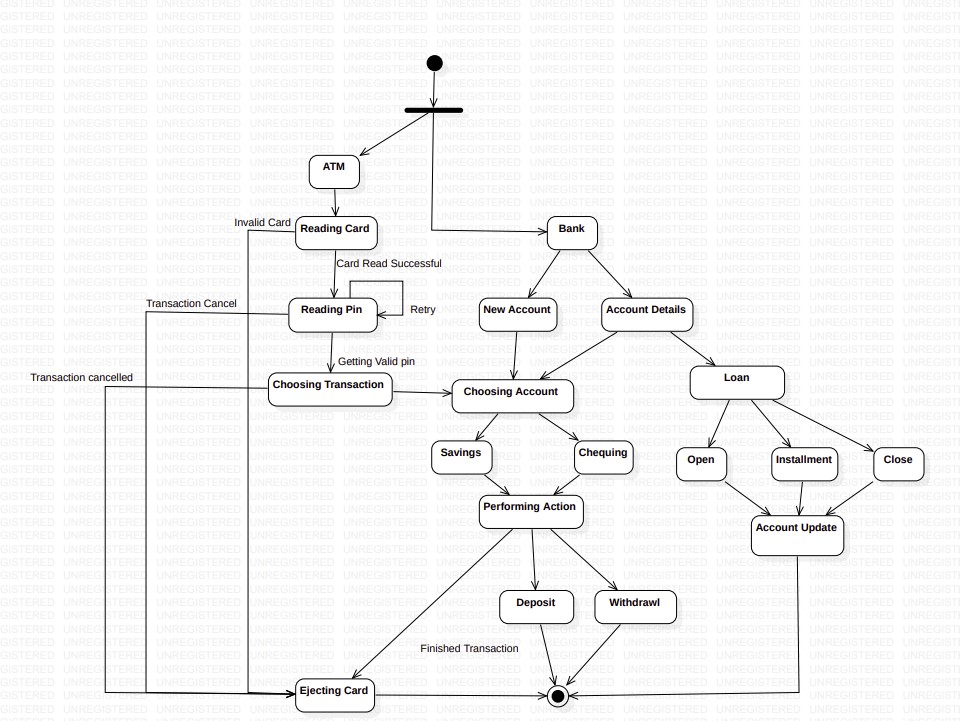 ATM
Invalid Card
Reading Card
Bank
Card Read Successful
Transaction Cancel
Reading Pin
Retry
New Account
Account Details
Getting Valid pin
Transaction cancelled
Choosing Transaction
Choosing Account
Loan
Savings
Chequing
Open
Installment
Close
Performing Action
Account Update
Deposit
Withdrawl
Finished Transaction
Ejecting Card
UNREGISTERED